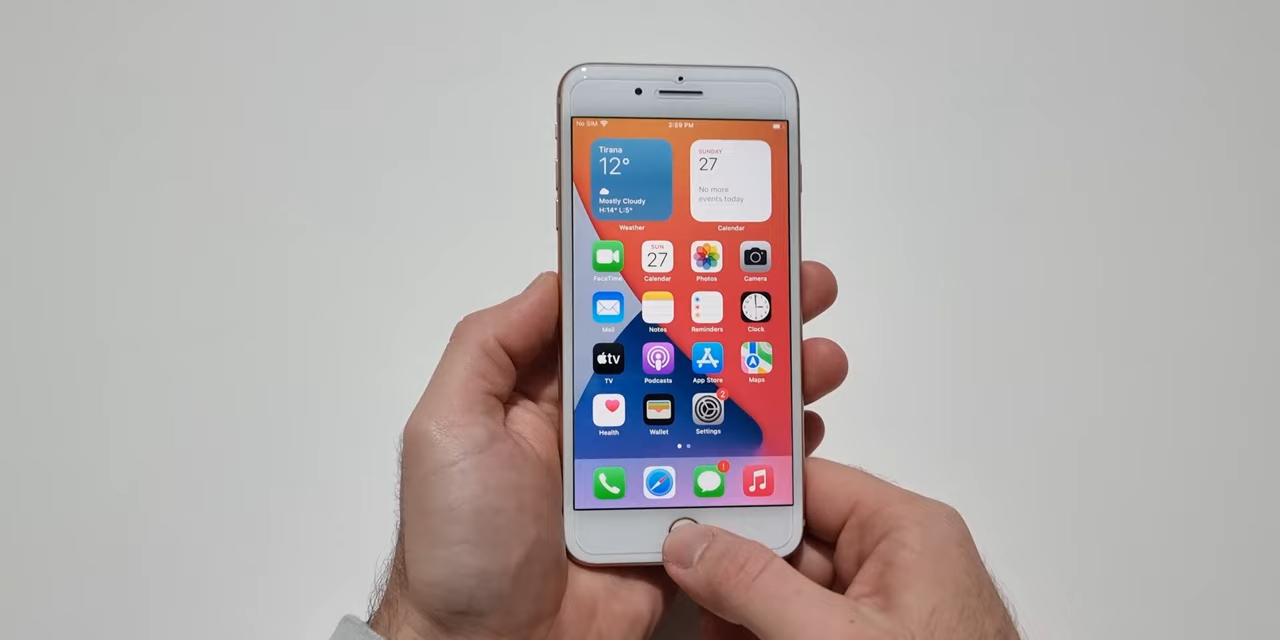 No SIM 3:59 PM
Tirana
12°
Mostly Cloudy
H:14° L:5°
Weather
SUNDAY
27
No more
events today
Calendar
FaceTime
SUN
27
Calendar
Photos
Camera
Mail
Notes
Reminders
Clock
tv
TV
Podcasts
App Store
Maps
Health
Wallet
2
Settings
!